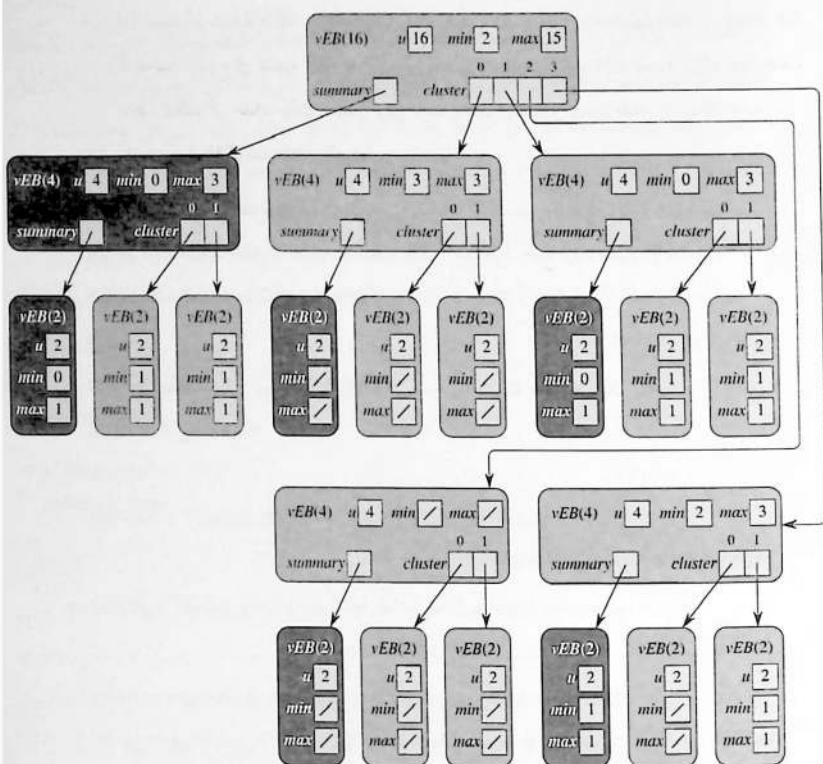 vEB(16) u 16 min 2 max 15
0 1 2 3
summary cluster
vEB(4) u 4 min 0 max 3
0 1
summary cluster
vEB(4) u 4 min 3 max 3
0 1
summary cluster
vEB(4) u 4 min 0 max 3
0 1
summary cluster
vEB(2) vEB(2) vEB(2) vEB(2) vEB(2) vEB(2) vEB(2) vEB(2) vEB(2)
u 2 u 2 u 2 u 2 u 2 u 2 u 2 u 2 u 2
min 0 min 1 min 1 min / min / min / min 0 min 1 min 1
max 1 max 1 max 1 max / max / max / max 1 max 1 max 1
vEB(4) u 4 min / max /
0 1
summary cluster
vEB(4) u 4 min 2 max 3
0 1
summary cluster
vEB(2) vEB(2) vEB(2) vEB(2) vEB(2) vEB(2)
u 2 u 2 u 2 u 2 u 2 u 2
min / min / min / min 1 min / min 1
max / max / max / max 1 max / max 1